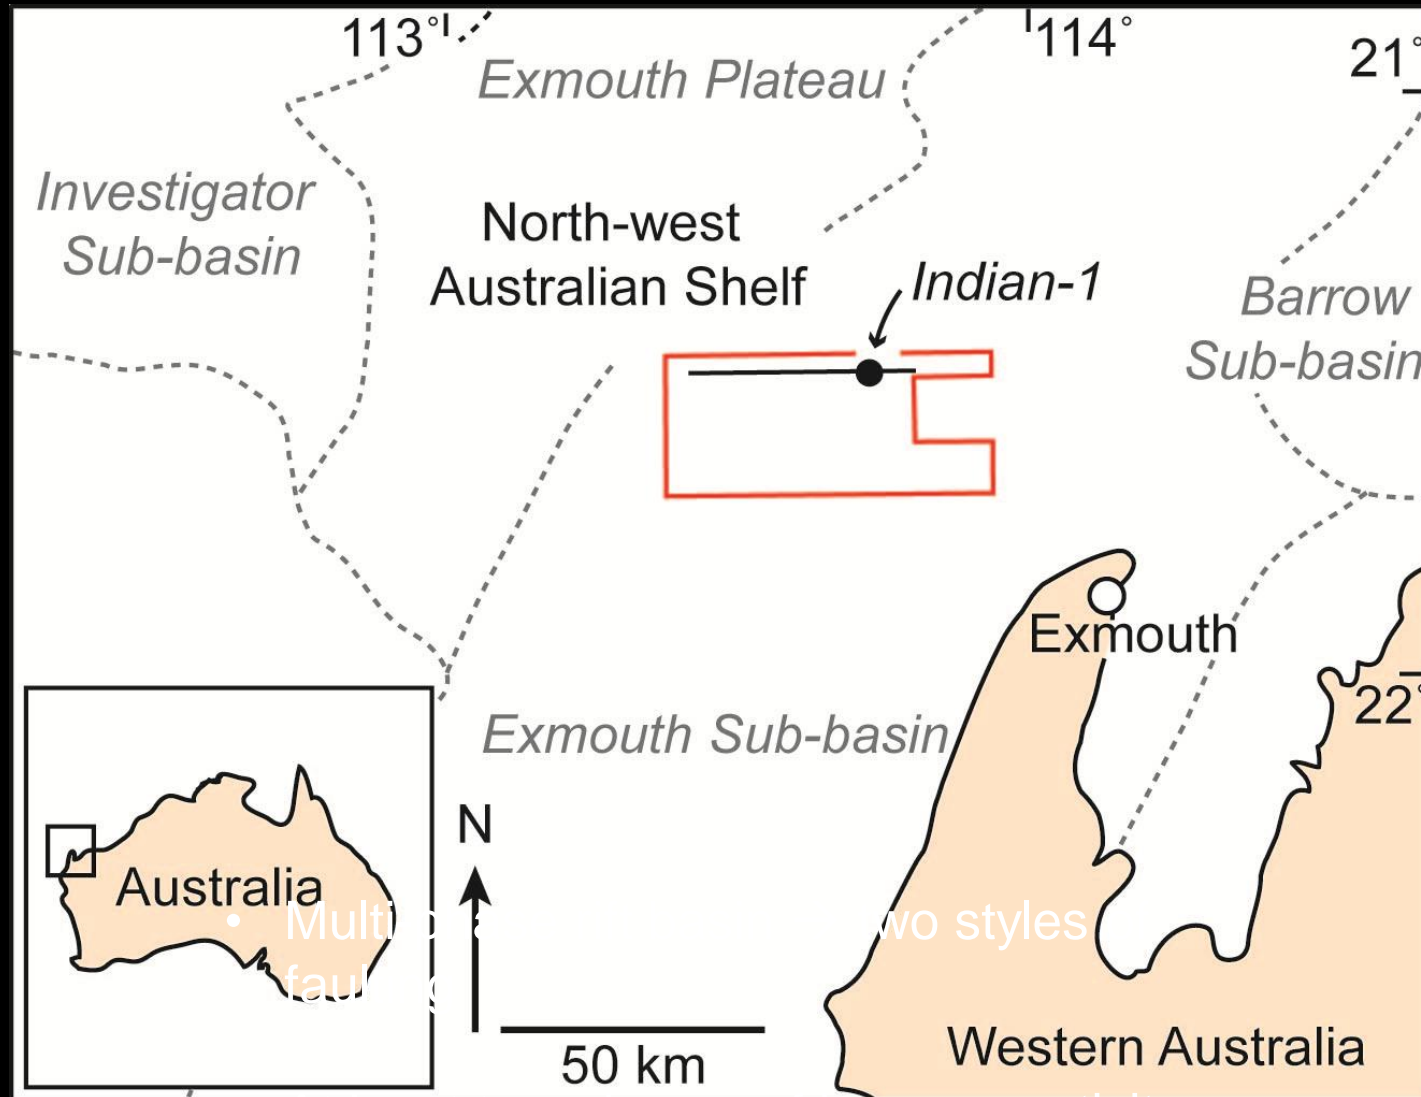 113°
114°
21°
Exmouth Plateau
Investigator
Sub-basin
North-west
Australian Shelf
Indian-1
Barrow
Sub-basin
Exmouth
22°
Exmouth Sub-basin
N
Australia
styles
50 km
Western Australia